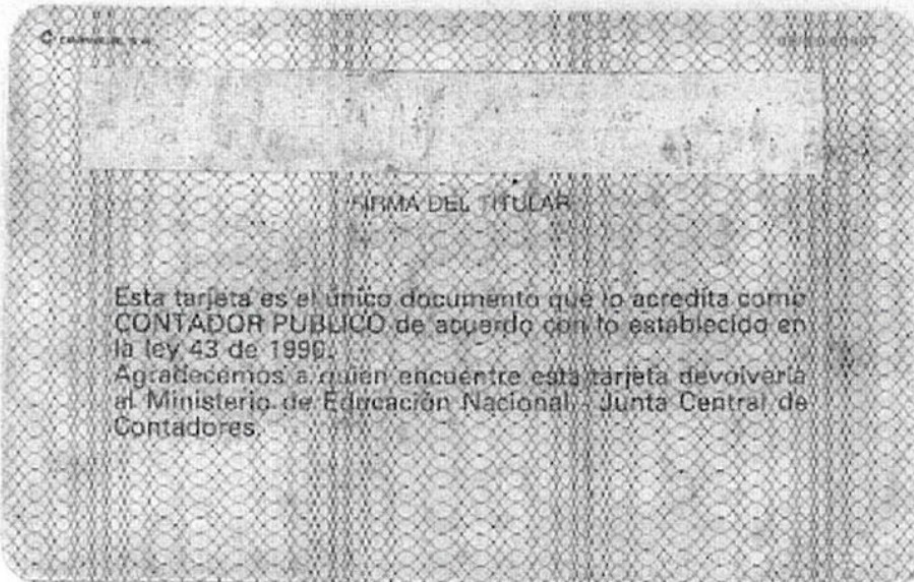 FIRMA DEL TITULAR
Esta tarjeta es el único documento que lo acredita como
CONTADOR PUBLICO de acuerdo con lo establecido en
la ley 43 de 1990.
Agradecemos a quien encuentre esta tarjeta devolverla
al Ministerio de Educación Nacional - Junta Central de
Contadores.